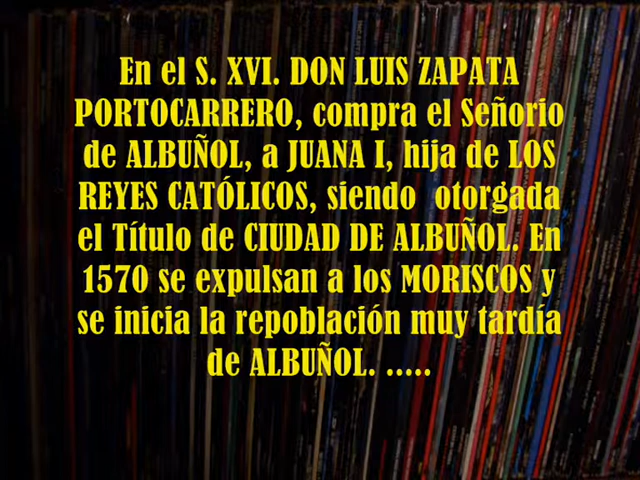 En el S. XVI. DON LUIS ZAPATA
PORTOCARRERO, compra el Señorio
de ALBUÑOL, a JUANA I, hija de LOS
REYES CATÓLICOS, siendo otorgada
el Título de CIUDAD DE ALBUÑOL. En
1570 se expulsan a los MORISCOS y
se inicia la repoblación muy tardía
de ALBUÑOL. .....